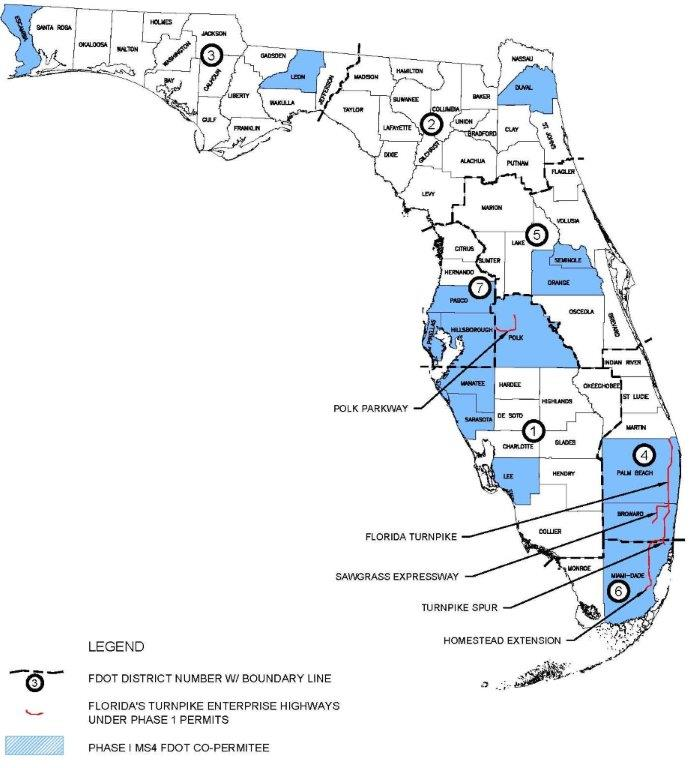 ESCAMBIA
SANTA ROSA
OKALOOSA
WALTON
HOLMES
WASHINGTON
JACKSON
3
BAY
CALHOUN
GULF
LIBERTY
GADSDEN
FRANKLIN
LEON
WAKULLA
JEFFERSON
MADISON
TAYLOR
HAMILTON
SUWANEE
LAFAYETTE
DIXIE
COLUMBIA
2
GILCHRIST
BAKER
UNION
BRADFORD
ALACHUA
LEVY
NASSAU
DUVAL
CLAY
ST JOHNS
PUTNAM
FLAGLER
MARION
VOLUSIA
5
CITRUS
SUMTER
LAKE
HERNANDO
SEMINOLE
ORANGE
7
PASCO
PINELLAS
HILLSBOROUGH
POLK
OSCEOLA
BREVARD
INDIAN RIVER
MANATEE
HARDEE
HIGHLANDS
OKEECHOBEE
ST LUCIE
POLK PARKWAY
SARASOTA
DE SOTO
1
MARTIN
CHARLOTTE
GLADES
4
PALM BEACH
LEE
HENDRY
BROWARD
COLLIER
FLORIDA TURNPIKE
MONROE
MIAMI-DADE
SAWGRASS EXPRESSWAY
6
TURNPIKE SPUR
HOMESTEAD EXTENSION
LEGEND
3
FDOT DISTRICT NUMBER W/ BOUNDARY LINE
FLORIDA'S TURNPIKE ENTERPRISE HIGHWAYS
UNDER PHASE 1 PERMITS
PHASE I MS4 FDOT CO-PERMITEE